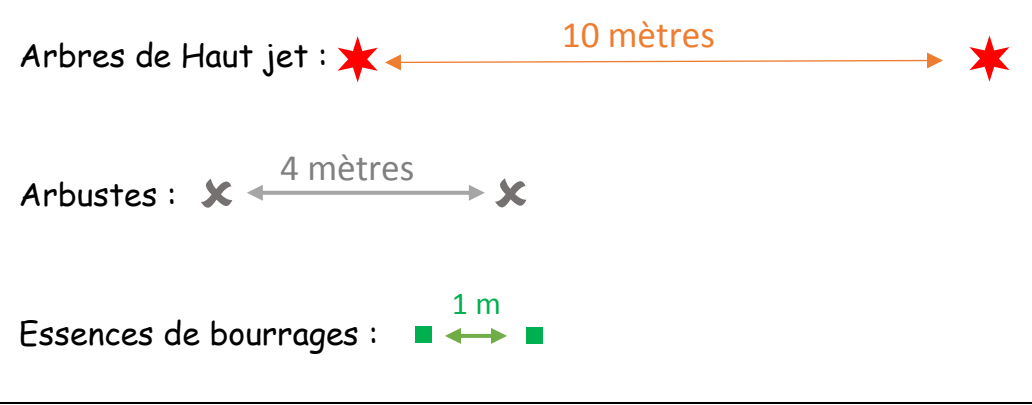 10 mètres
Arbres de Haut jet :
4 mètres
Arbustes :
1 m
Essences de bourrages :